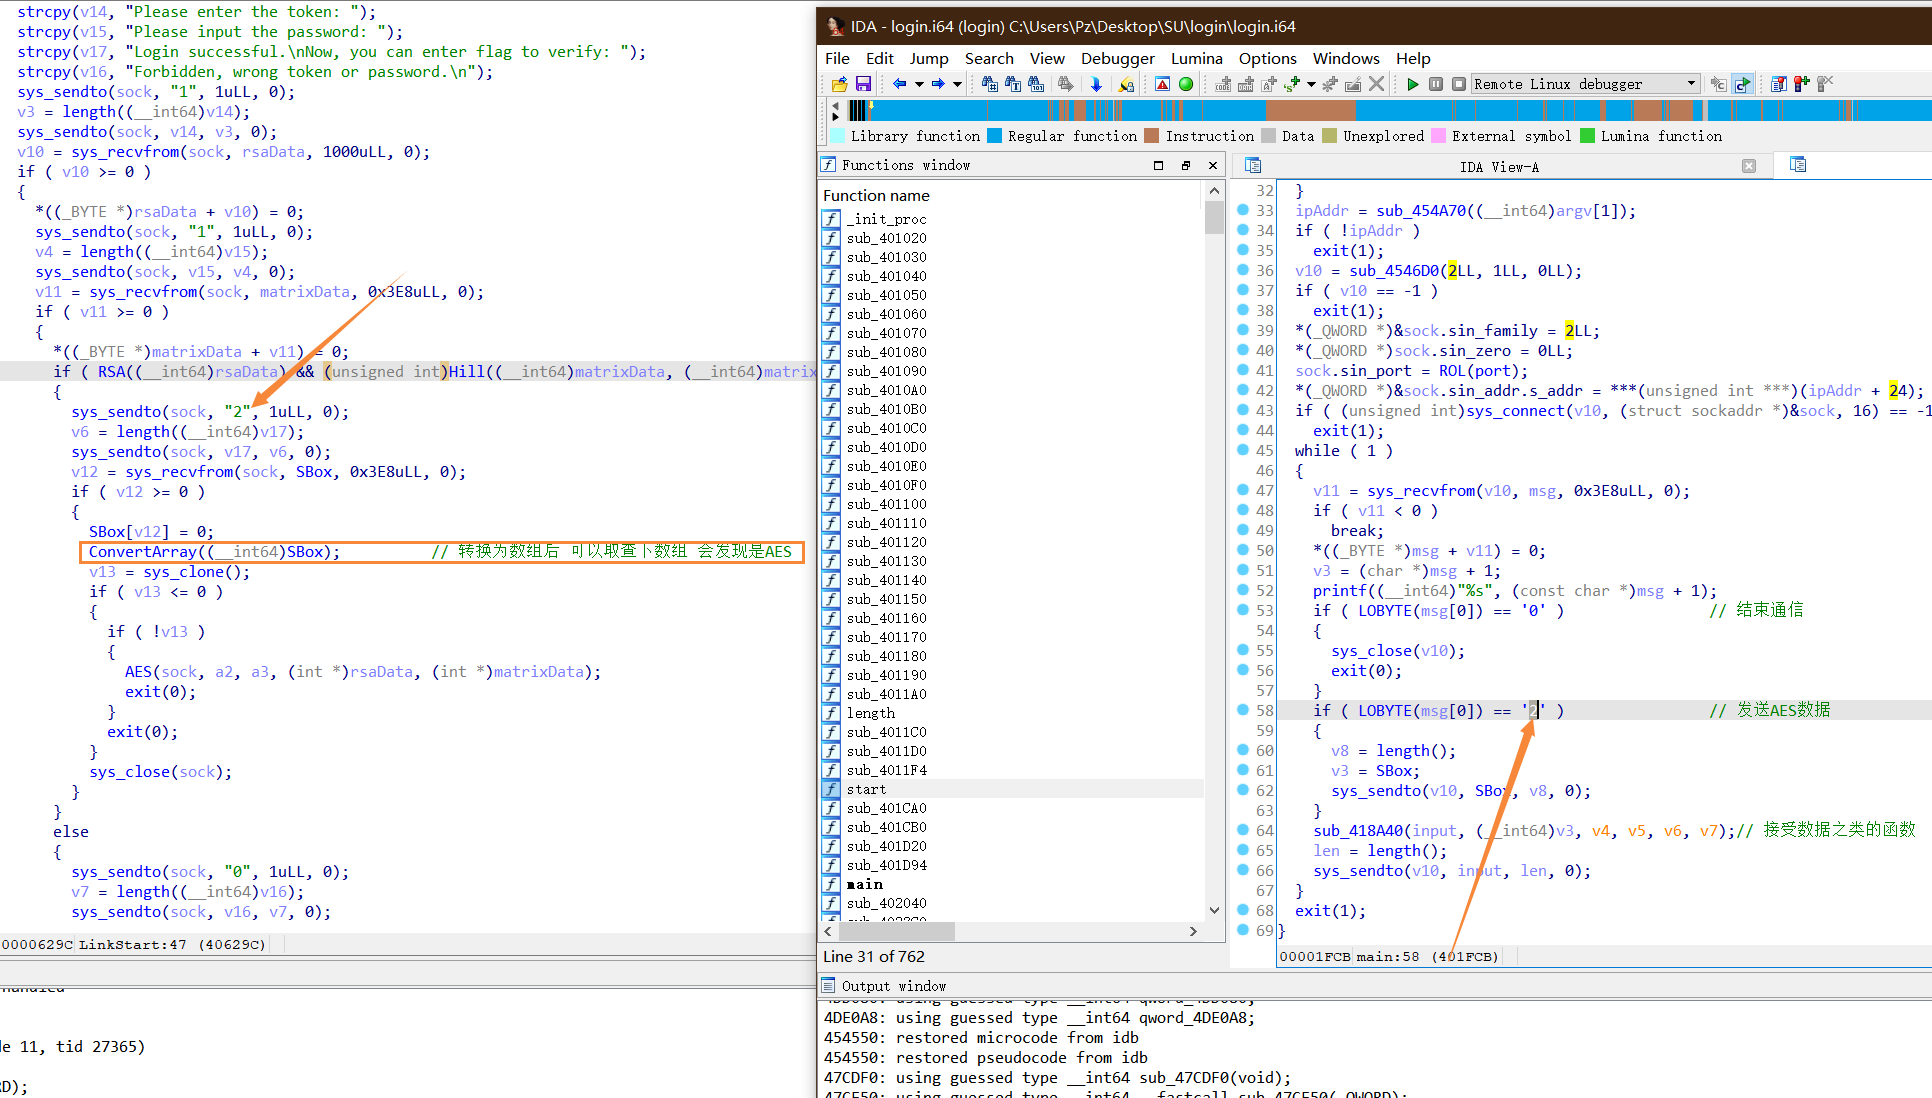 strcpy(v14, "Please enter the token: ");
strcpy(v15, "Please input the password: ");
strcpy(v17, "Login successful.\nNow, you can enter flag to verify: ");
strcpy(v16, "Forbidden, wrong token or password.\n");
sys_sendto(sock, "1", 1uLL, 0);
v3 = length((__int64)v14);
sys_sendto(sock, v14, v3, 0);
v10 = sys_recvfrom(sock, rsaData, 1000uLL, 0);
if ( v10 >= 0 )
{
*((_BYTE *)rsaData + v10) = 0;
sys_sendto(sock, "1", 1uLL, 0);
v4 = length((__int64)v15);
sys_sendto(sock, v15, v4, 0);
v11 = sys_recvfrom(sock, matrixData, 0x3E8uLL, 0);
if ( v11 >= 0 )
{
*((_BYTE *)matrixData + v11) = 0;
if ( RSA((__int64)rsaData) && (unsigned int)Hill((__int64)matrixData, (__int64)matrix
{
sys_sendto(sock, "2", 1uLL, 0);
v6 = length((__int64)v17);
sys_sendto(sock, v17, v6, 0);
v12 = sys_recvfrom(sock, SBox, 0x3E8uLL, 0);
if ( v12 >= 0 )
{
SBox[v12] = 0;
ConvertArray((__int64)SBox); // 转换为数组后 可以取查下数组 会发现是AES
v13 = sys_clone();
if ( v13 <= 0 )
{
if ( !v13 )
{
AES(sock, a2, a3, (int *)rsaData, (int *)matrixData);
exit(0);
}
exit(0);
}
sys_close(sock);
}
}
else
{
sys_sendto(sock, "0", 1uLL, 0);
v7 = length((__int64)v16);
sys_sendto(sock, v16, v7, 0);
0000629C LinkStart:47 (40629C)
handled
de 11, tid 27365)
RD);
IDA - login.i64 (login) C:\Users\Pz\Desktop\SU\login\login.i64
File Edit Jump Search View Debugger Lumina Options Windows Help
Remote Linux debugger
Library function Regular function Instruction Data Unexplored External symbol Lumina function
Functions window
Function name
_init_proc
sub_401020
sub_401030
sub_401040
sub_401050
sub_401060
sub_401070
sub_401080
sub_401090
sub_4010A0
sub_4010B0
sub_4010C0
sub_4010D0
sub_4010E0
sub_4010F0
sub_401100
sub_401110
sub_401120
sub_401130
sub_401140
sub_401150
sub_401160
sub_401170
sub_401180
sub_401190
sub_4011A0
length
sub_4011C0
sub_4011D0
sub_4011F4
start
sub_401CA0
sub_401CB0
sub_401D20
sub_401D94
main
sub_402040
Line 31 of 762
IDA View-A
32 }
33 ipAddr = sub_454A70((__int64)argv[1]);
34 if ( !ipAddr )
35 exit(1);
36 v10 = sub_4546D0(2LL, 1LL, 0LL);
37 if ( v10 == -1 )
38 exit(1);
39 *(_QWORD *)&sock.sin_family = 2LL;
40 *(_QWORD *)sock.sin_zero = 0LL;
41 sock.sin_port = ROL(port);
42 *(_QWORD *)&sock.sin_addr.s_addr = ***(unsigned int ***)(ipAddr + 24);
43 if ( (unsigned int)sys_connect(v10, (struct sockaddr *)&sock, 16) == -1
44 exit(1);
45 while ( 1 )
46 {
47 v11 = sys_recvfrom(v10, msg, 0x3E8uLL, 0);
48 if ( v11 < 0 )
49 break;
50 *((_BYTE *)msg + v11) = 0;
51 v3 = (char *)msg + 1;
52 printf((__int64)"%s", (const char *)msg + 1);
53 if ( LOBYTE(msg[0]) == '0' ) // 结束通信
54 {
55 sys_close(v10);
56 exit(0);
57 }
58 if ( LOBYTE(msg[0]) == '2' ) // 发送AES数据
59 {
60 v8 = length();
61 v3 = SBox;
62 sys_sendto(v10, SBox, v8, 0);
63 }
64 sub_418A40(input, (__int64)v3, v4, v5, v6, v7);// 接受数据之类的函数
65 len = length();
66 sys_sendto(v10, input, len, 0);
67 }
68 exit(1);
69 }
00001FCB main:58 (401FCB)
Output window
4DE0A8: using guessed type __int64 qword_4DE0A8;
454550: restored microcode from idb
454550: restored pseudocode from idb
47CDF0: using guessed type __int64 sub_47CDF0(void);
47CE50: using guessed type __int64 __fastcall sub_47CE50(_QWORD);